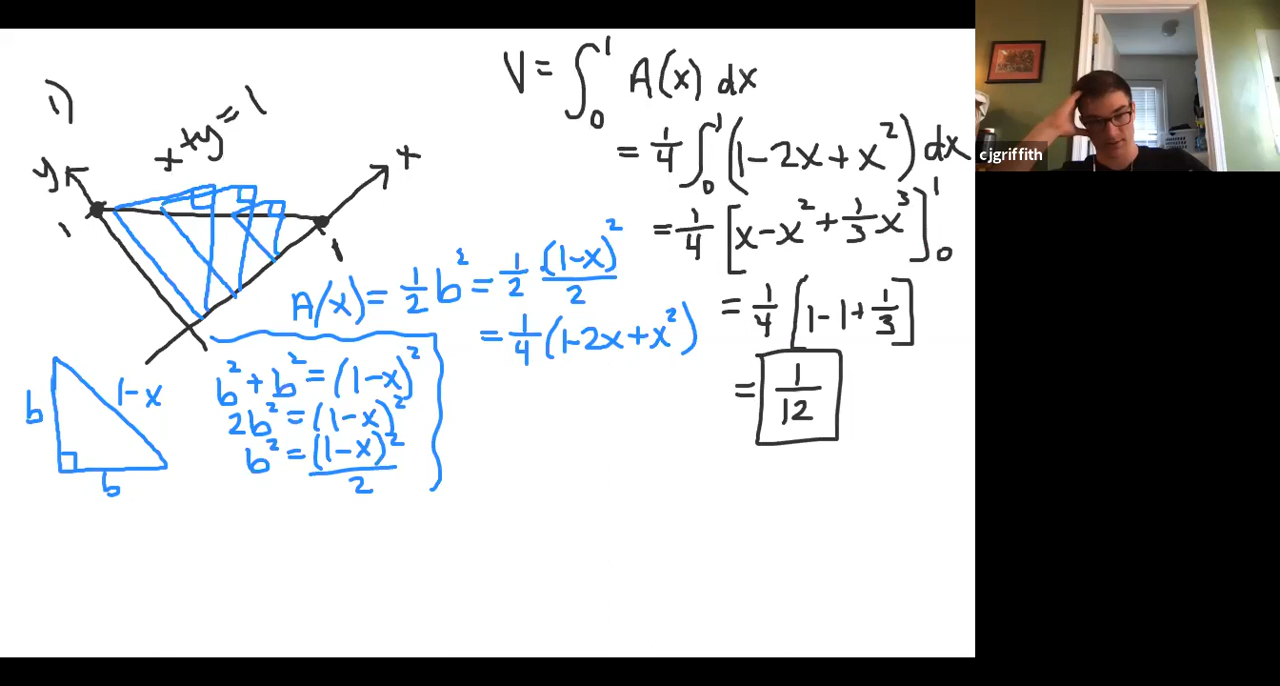 1)
x+y=1
y
x
1
1
A(x) = 1/2 b² = 1/2 (1-x)²/2
= 1/4 (1-2x+x²)
b
1-x
b
b² + b² = (1-x)²
2b² = (1-x)²
b² = (1-x)²/2
V = ∫₀¹ A(x) dx
= 1/4 ∫₀¹ (1-2x+x²) dx
= 1/4 [x-x²+1/3 x³]₀¹
= 1/4 [1-1+1/3]
= 1/12
cjgriffith